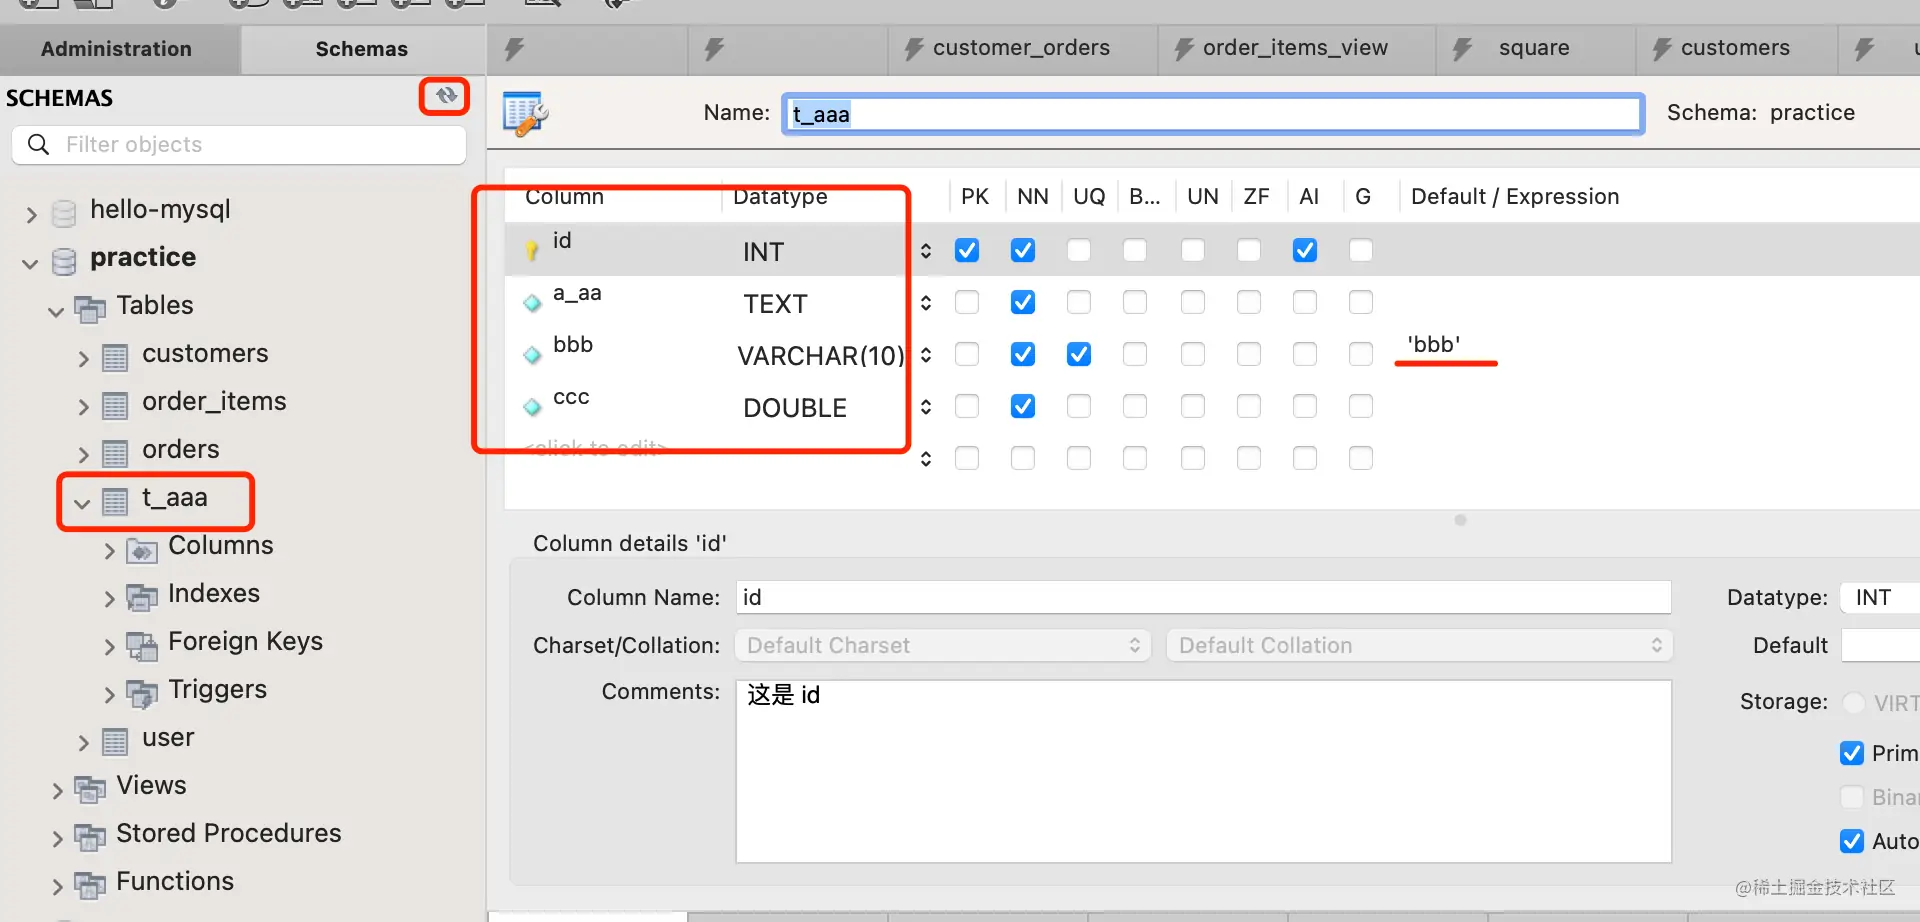 Administration
Schemas
customer_orders
order_items_view
square
customers
SCHEMAS
Filter objects
hello-mysql
practice
Tables
customers
order_items
orders
t_aaa
Columns
Indexes
Foreign Keys
Triggers
user
Views
Stored Procedures
Functions
Name: t_aaa
Schema: practice
Column Datatype PK NN UQ B... UN ZF AI G Default / Expression
id INT
a_aa TEXT
bbb VARCHAR(10) 'bbb'
ccc DOUBLE
<click to edit>
Column details 'id'
Column Name: id
Datatype: INT
Charset/Collation: Default Charset Default Collation
Default
Comments: 这是 id
Storage: VIRT
Prim
Binar
Auto
@稀土掘金技术社区